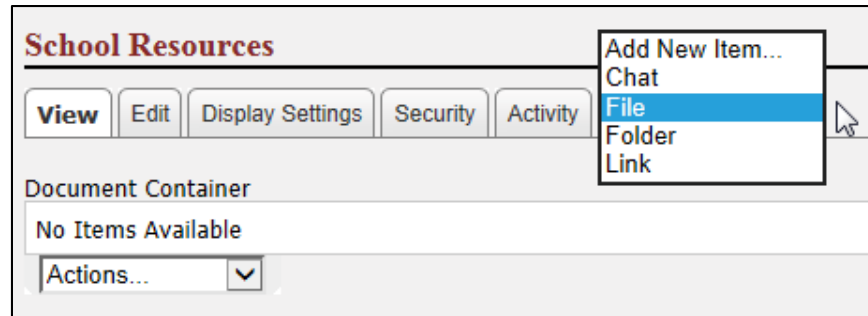 School Resources
Add New Item...
Chat
File
Folder
Link
View
Edit
Display Settings
Security
Activity
Document Container
No Items Available
Actions...